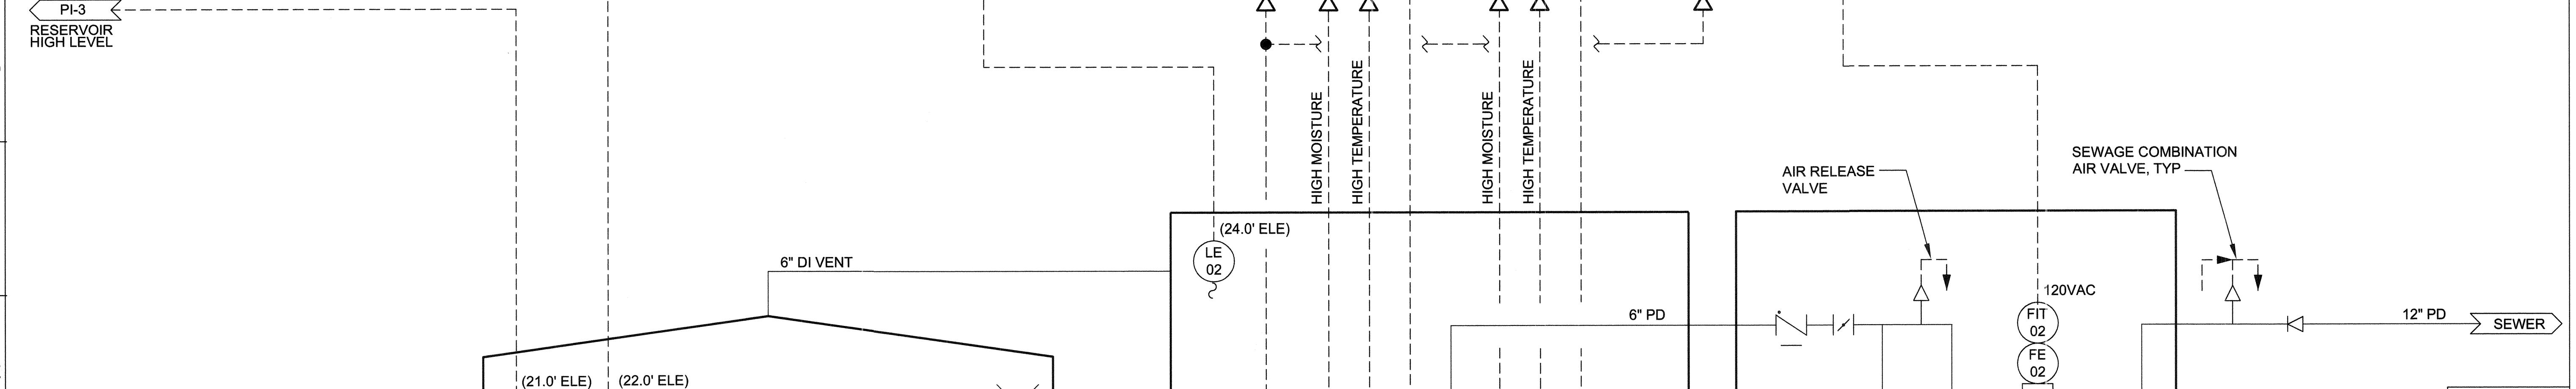 PI-3
RESERVOIR
HIGH LEVEL
HIGH MOISTURE
HIGH TEMPERATURE
HIGH MOISTURE
HIGH TEMPERATURE
AIR RELEASE
VALVE
SEWAGE COMBINATION
AIR VALVE, TYP
(24.0' ELE)
LE
02
6" DI VENT
120VAC
6" PD
FIT
02
12" PD
SEWER
FE
02
(21.0' ELE)
(22.0' ELE)